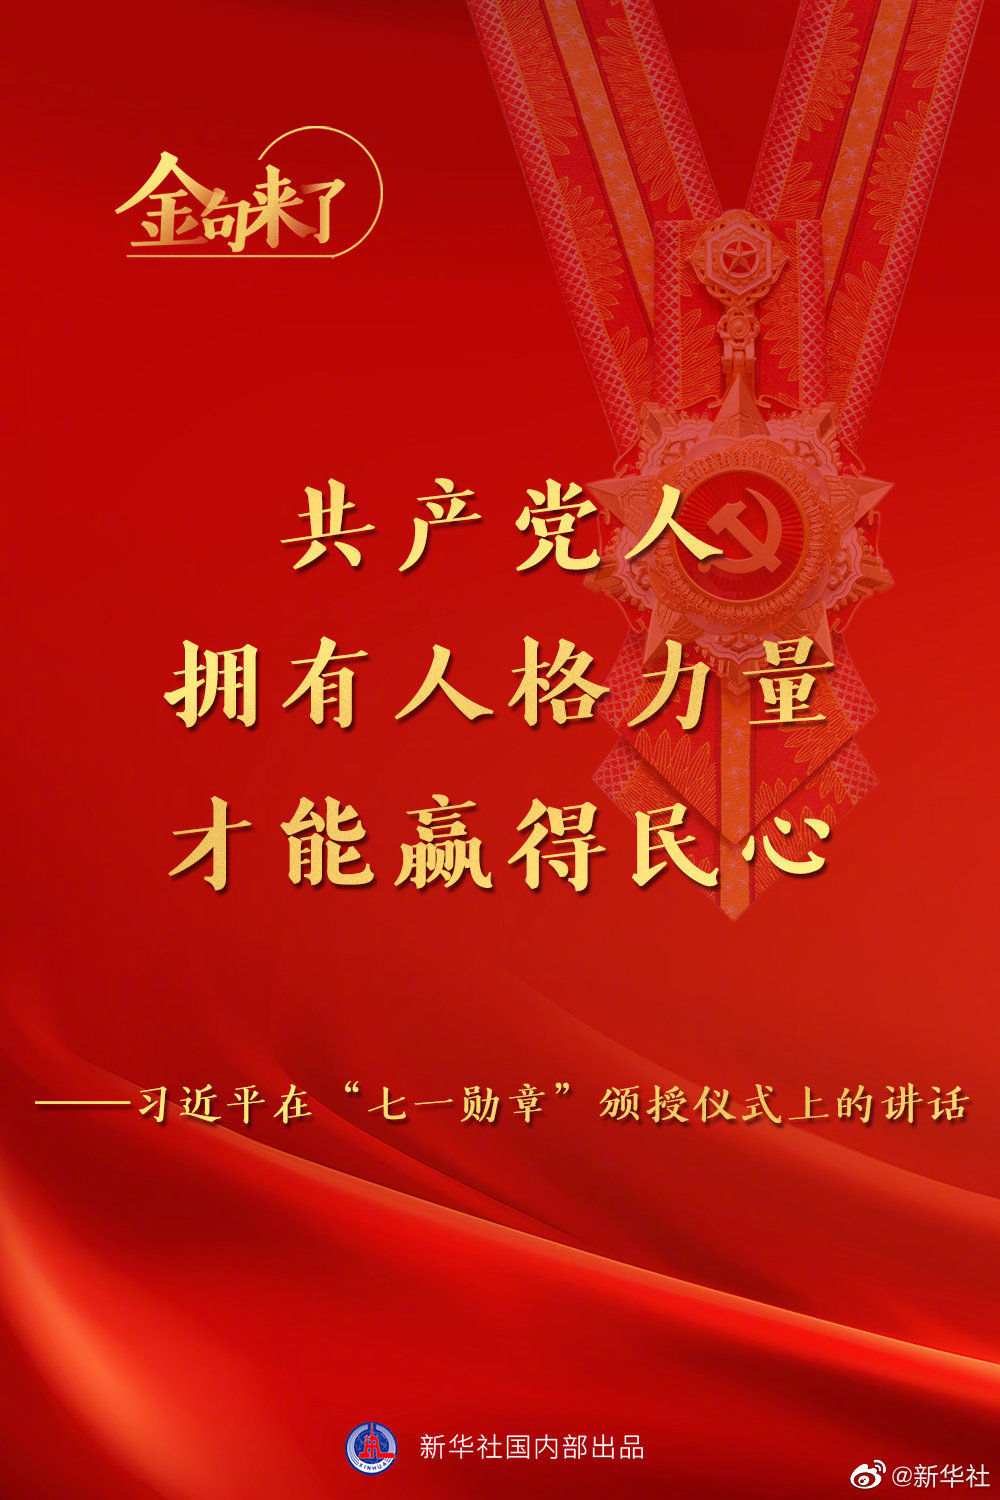 金句来了
共产党人
拥有人格力量
才能赢得民心
——习近平在“七一勋章”颁授仪式上的讲话
XINHUA
新华社国内部出品
@新华社